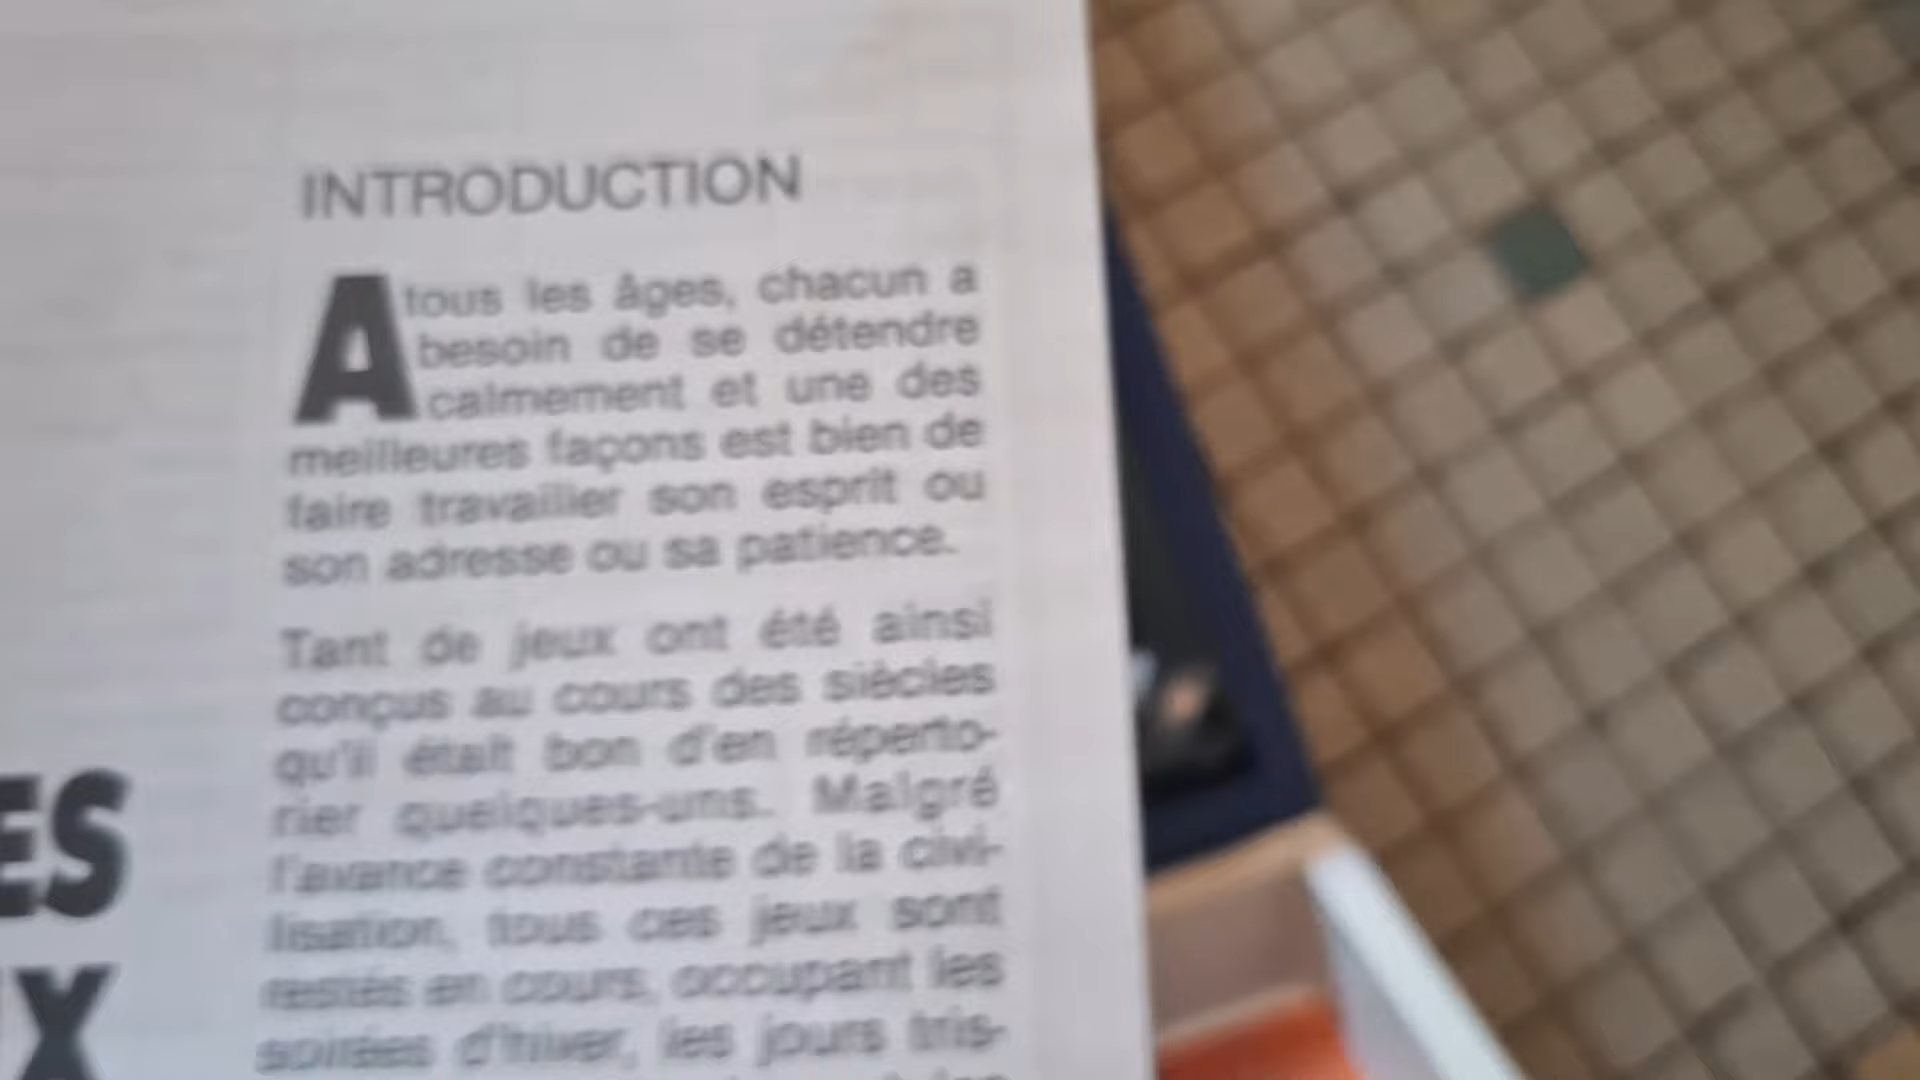 INTRODUCTION
A tous les âges, chacun a
besoin de se détendre
calmement et une des
meilleures façons est bien de
faire travailler son esprit ou
son adresse ou sa patience.
Tant de jeux ont été ainsi
conçus au cours des siècles
qu'il était bon d'en réperto-
rier quelques-uns. Malgré
l'avance constante de la civi-
lisation, tous ces jeux sont
restés en cours, occupant les
soirées d'hiver, les jours tris-
ES
UX